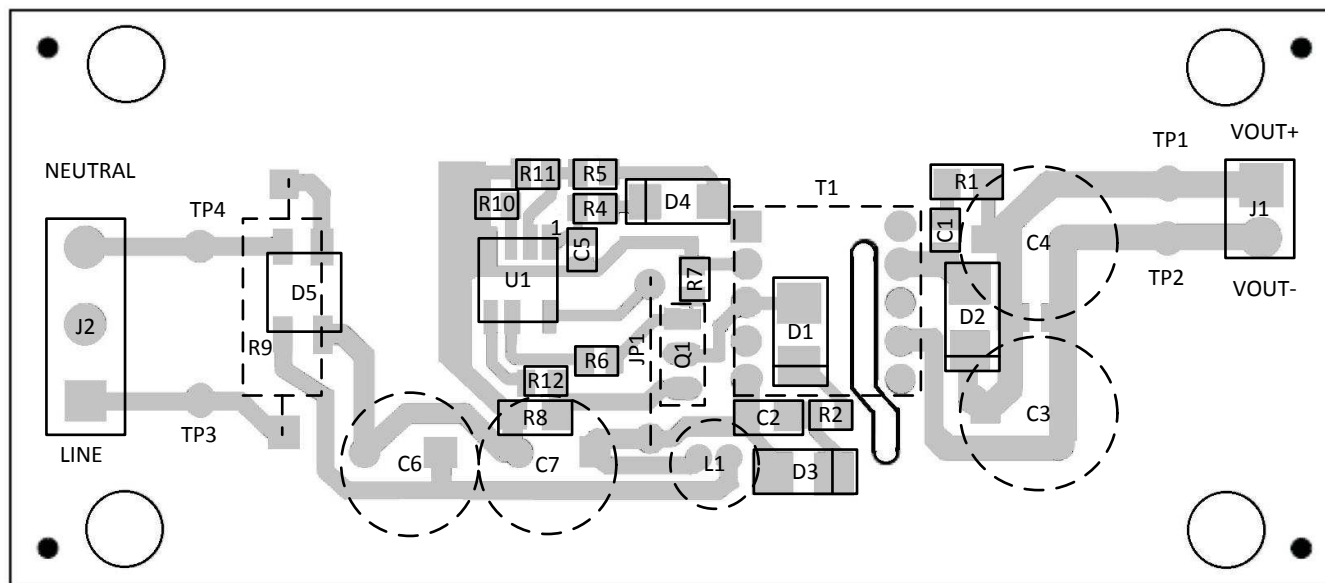 NEUTRAL
TP4
J2
LINE
TP3
D5
R9
C6
C7
R11
R5
R10
R4
D4
1
C5
U1
R7
JP1
Q1
R6
R12
R8
L1
T1
D1
C2
R2
D3
R1
C1
C4
D2
C3
TP1
VOUT+
J1
TP2
VOUT-